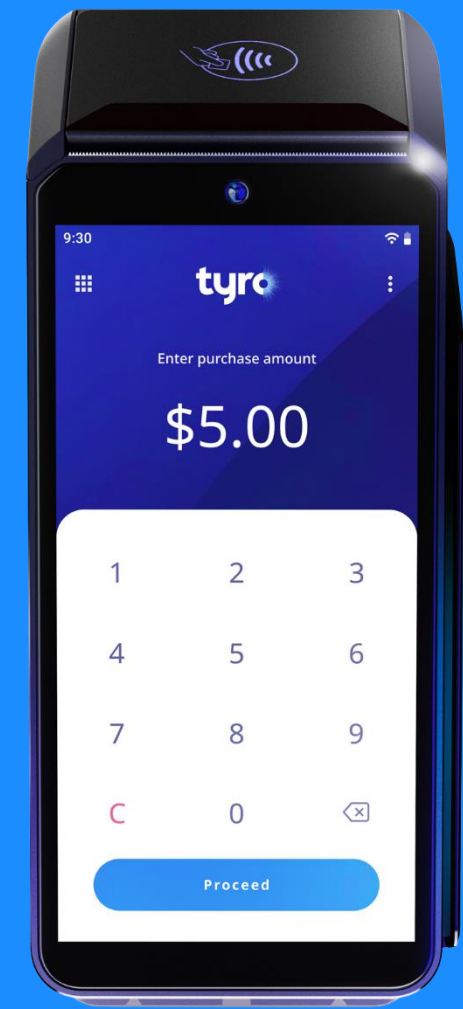 9:30
tyro
Enter purchase amount
$5.00
1 2 3
4 5 6
7 8 9
C 0
Proceed